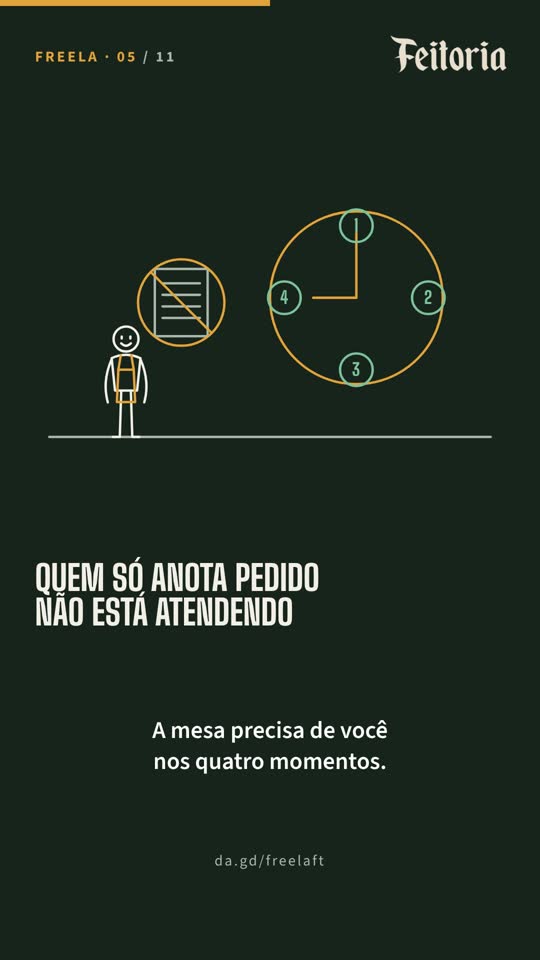 FREELA · 05 / 11
Feitoria
1
4
2
3
QUEM SÓ ANOTA PEDIDO
NÃO ESTÁ ATENDENDO
A mesa precisa de você
nos quatro momentos.
da.gd/freelaft